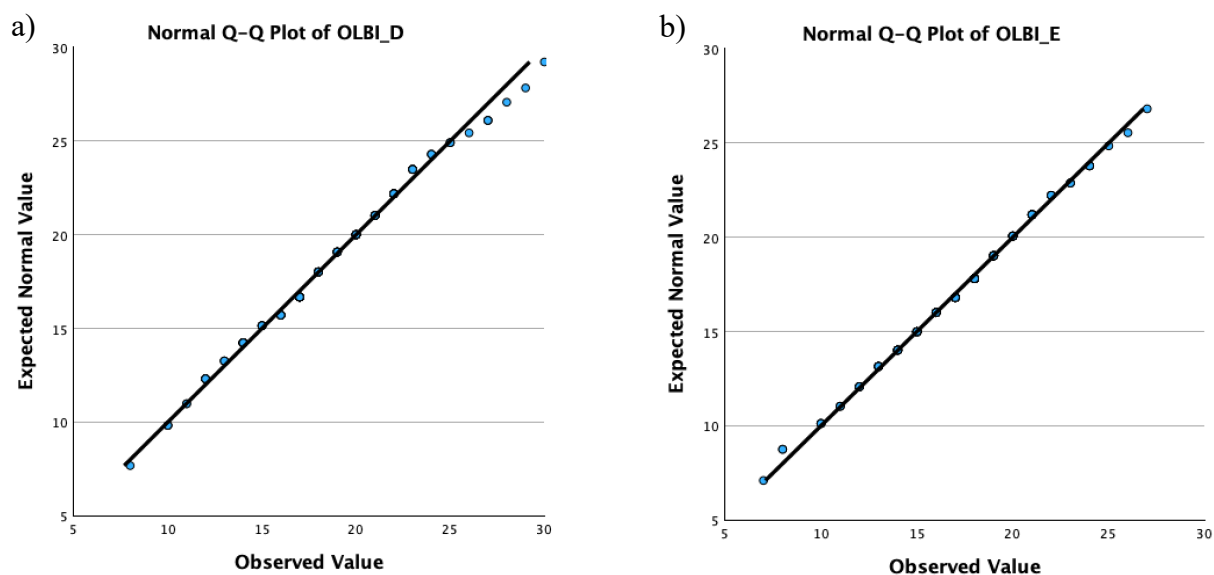 a)
Normal Q-Q Plot of OLBI_D
Expected Normal Value
30
25
20
15
10
5
5 10 15 20 25 30
Observed Value
b)
Normal Q-Q Plot of OLBI_E
Expected Normal Value
30
25
20
15
10
5
5 10 15 20 25 30
Observed Value